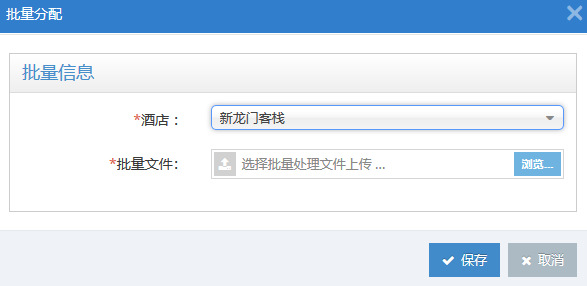 批量分配
批量信息
*酒店：
新龙门客栈
*批量文件：
选择批量处理文件上传 ...
浏览...
保存
取消